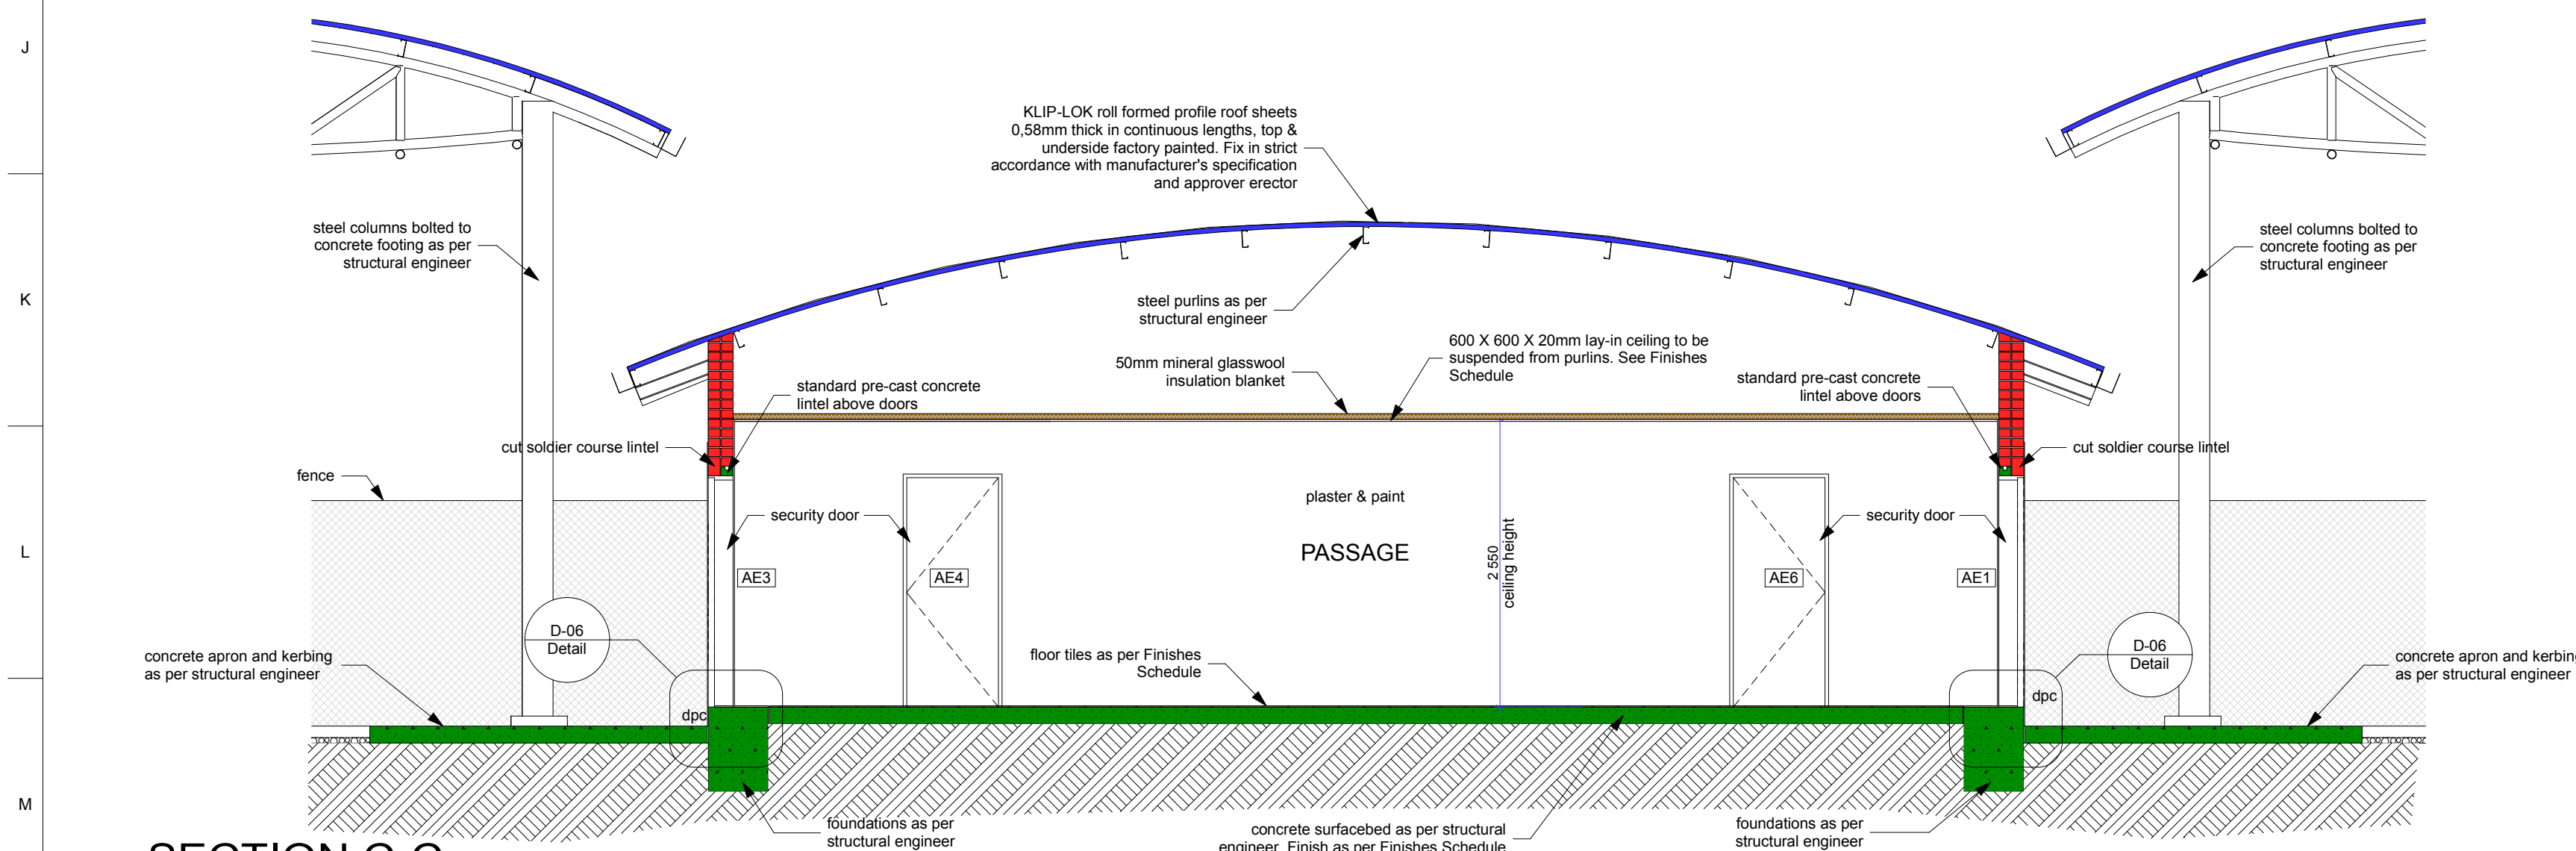 J
KLIP-LOK roll formed profile roof sheets
0,58mm thick in continuous lengths, top &
underside factory painted. Fix in strict
accordance with manufacturer's specification
and approver erector
steel columns bolted to
concrete footing as per
structural engineer
steel columns bolted to
concrete footing as per
structural engineer
K
steel purlins as per
structural engineer
600 X 600 X 20mm lay-in ceiling to be
suspended from purlins. See Finishes
Schedule
50mm mineral glasswool
insulation blanket
standard pre-cast concrete
lintel above doors
standard pre-cast concrete
lintel above doors
cut soldier course lintel
cut soldier course lintel
fence
plaster & paint
security door
security door
L
PASSAGE
2 550
ceiling height
AE3
AE4
AE6
AE1
D-06
Detail
D-06
Detail
concrete apron and kerbing
as per structural engineer
floor tiles as per Finishes
Schedule
concrete apron and kerbing
as per structural engineer
dpc
dpc
M
foundations as per
structural engineer
concrete surfacebed as per structural
engineer. Finish as per Finishes Schedule
foundations as per
structural engineer